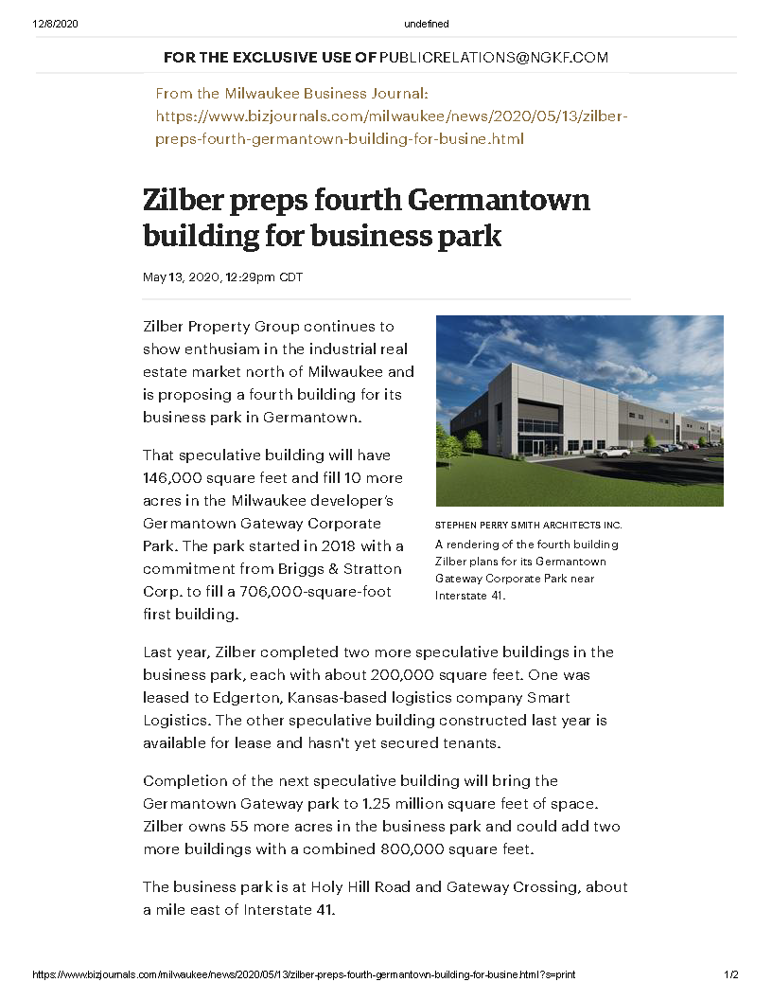 12/8/2020
undefined
FOR THE EXCLUSIVE USE OF PUBLICRELATIONS@NGKF.COM
From the Milwaukee Business Journal:
https://www.bizjournals.com/milwaukee/news/2020/05/13/zilber-
preps-fourth-germantown-building-for-busine.html
Zilber preps fourth Germantown
building for business park
May 13, 2020, 12:29pm CDT
Zilber Property Group continues to
show enthusiam in the industrial real
estate market north of Milwaukee and
is proposing a fourth building for its
business park in Germantown.
That speculative building will have
146,000 square feet and fill 10 more
acres in the Milwaukee developer's
Germantown Gateway Corporate
Park. The park started in 2018 with a
commitment from Briggs & Stratton
Corp. to fill a 706,000-square-foot
first building.
STEPHEN PERRY SMITH ARCHITECTS INC.
A rendering of the fourth building
Zilber plans for its Germantown
Gateway Corporate Park near
Interstate 41.
Last year, Zilber completed two more speculative buildings in the
business park, each with about 200,000 square feet. One was
leased to Edgerton, Kansas-based logistics company Smart
Logistics. The other speculative building constructed last year is
available for lease and hasn't yet secured tenants.
Completion of the next speculative building will bring the
Germantown Gateway park to 1.25 million square feet of space.
Zilber owns 55 more acres in the business park and could add two
more buildings with a combined 800,000 square feet.
The business park is at Holy Hill Road and Gateway Crossing, about
a mile east of Interstate 41.
https://www.bizjournals.com/milwaukee/news/2020/05/13/zilber-preps-fourth-germantown-building-for-busine.html?s=print
1/2